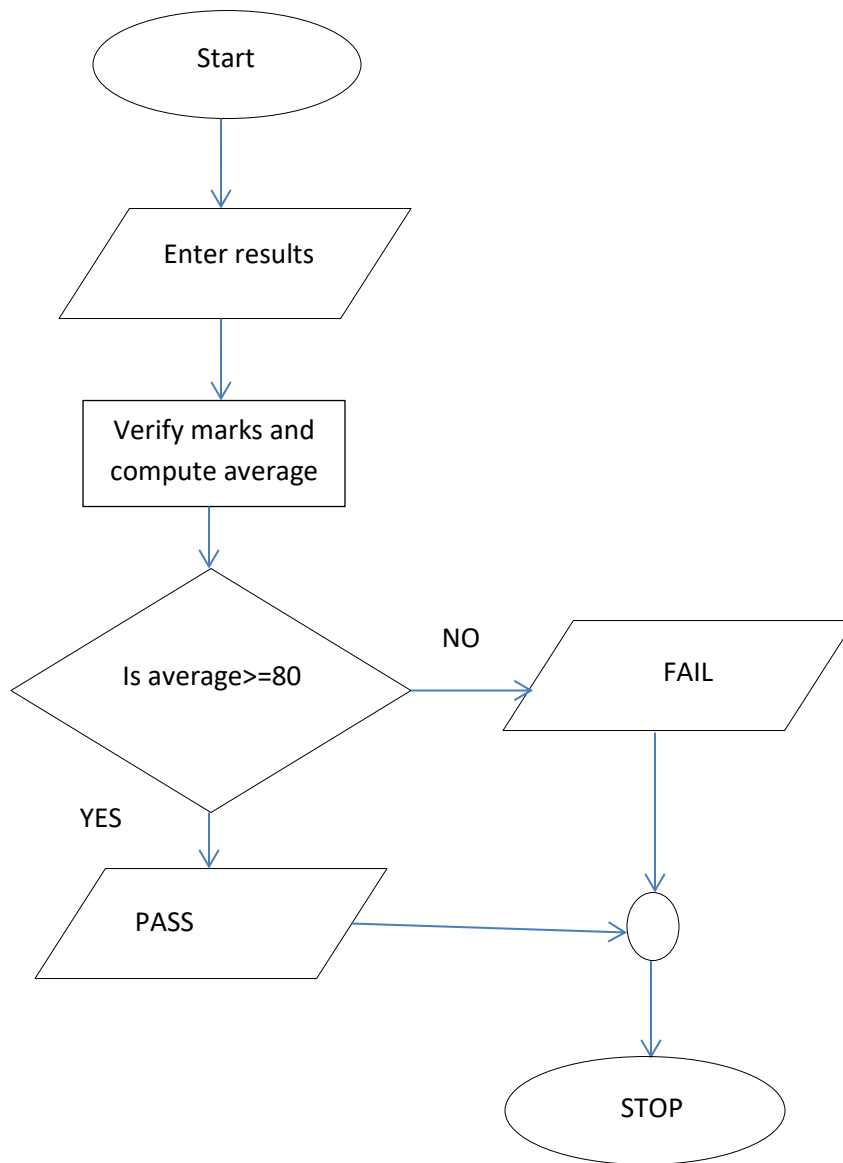 Start
Enter results
Verify marks and
compute average
Is average>=80
NO
FAIL
YES
PASS
STOP